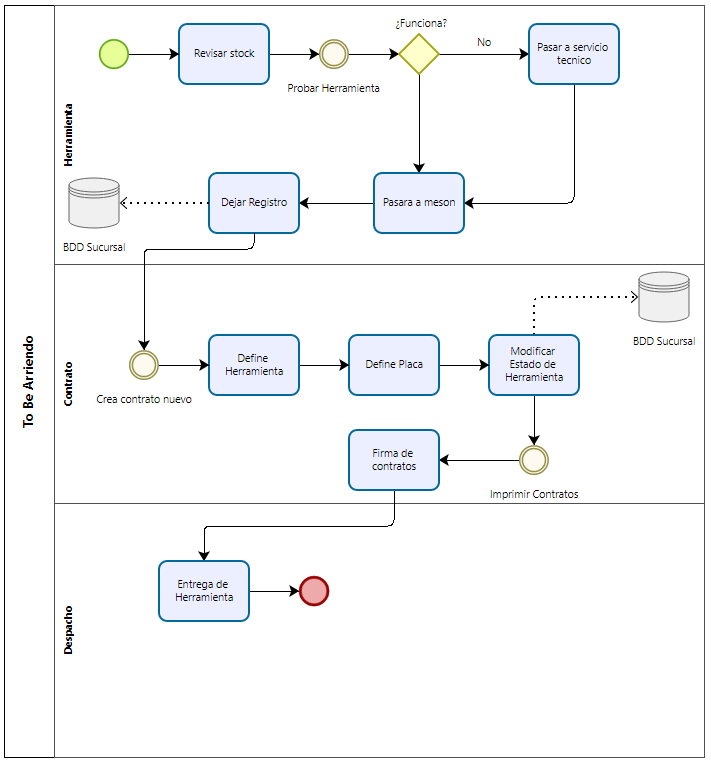 To Be Arriendo
Herramienta
¿Funciona?
Revisar stock
No
Pasar a servicio
tecnico
Probar Herramienta
Dejar Registro
Pasara a meson
BDD Sucursal
Contrato
BDD Sucursal
Crea contrato nuevo
Define
Herramienta
Define Placa
Modificar
Estado de
Herramienta
Firma de
contratos
Imprimir Contratos
Despacho
Entrega de
Herramienta